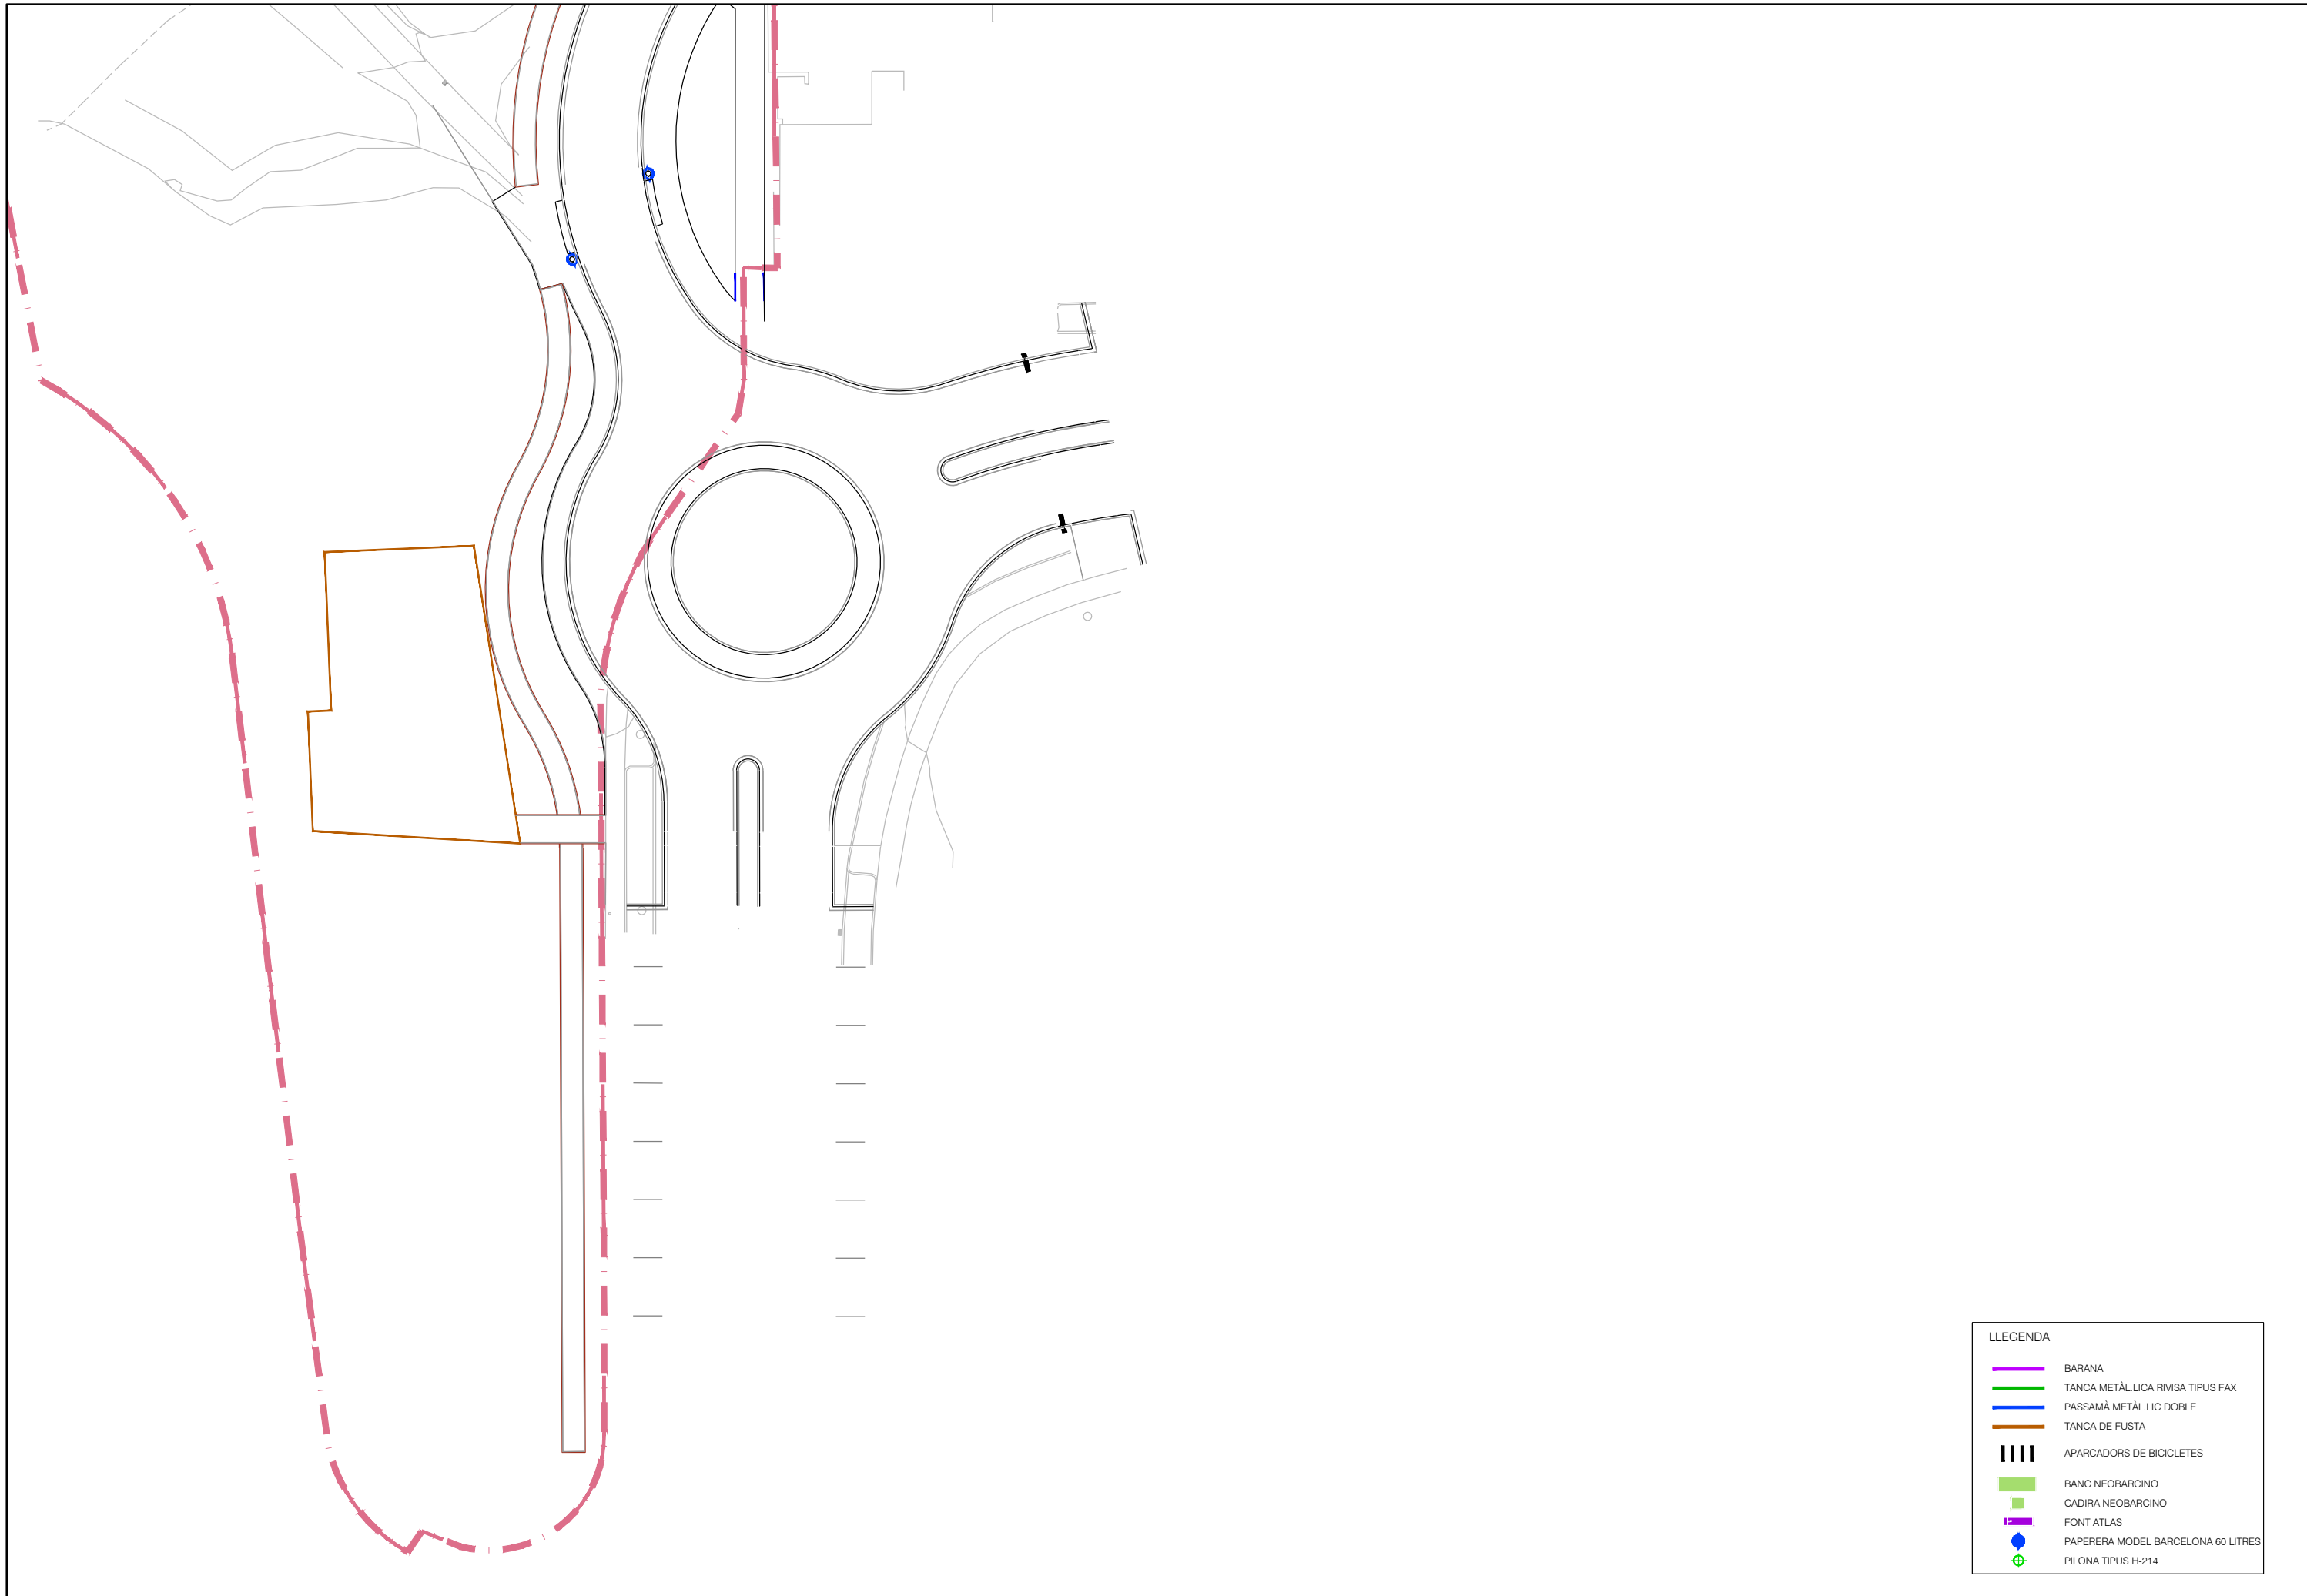 LLEGENDA
BARANA
TANCA METÀL.LICA RIVISA TIPUS FAX
PASSAMÀ METÀL.LIC DOBLE
TANCA DE FUSTA
APARCADORS DE BICICLETES
BANC NEOBARCINO
CADIRA NEOBARCINO
FONT ATLAS
PAPERERA MODEL BARCELONA 60 LITRES
PILONA TIPUS H-214